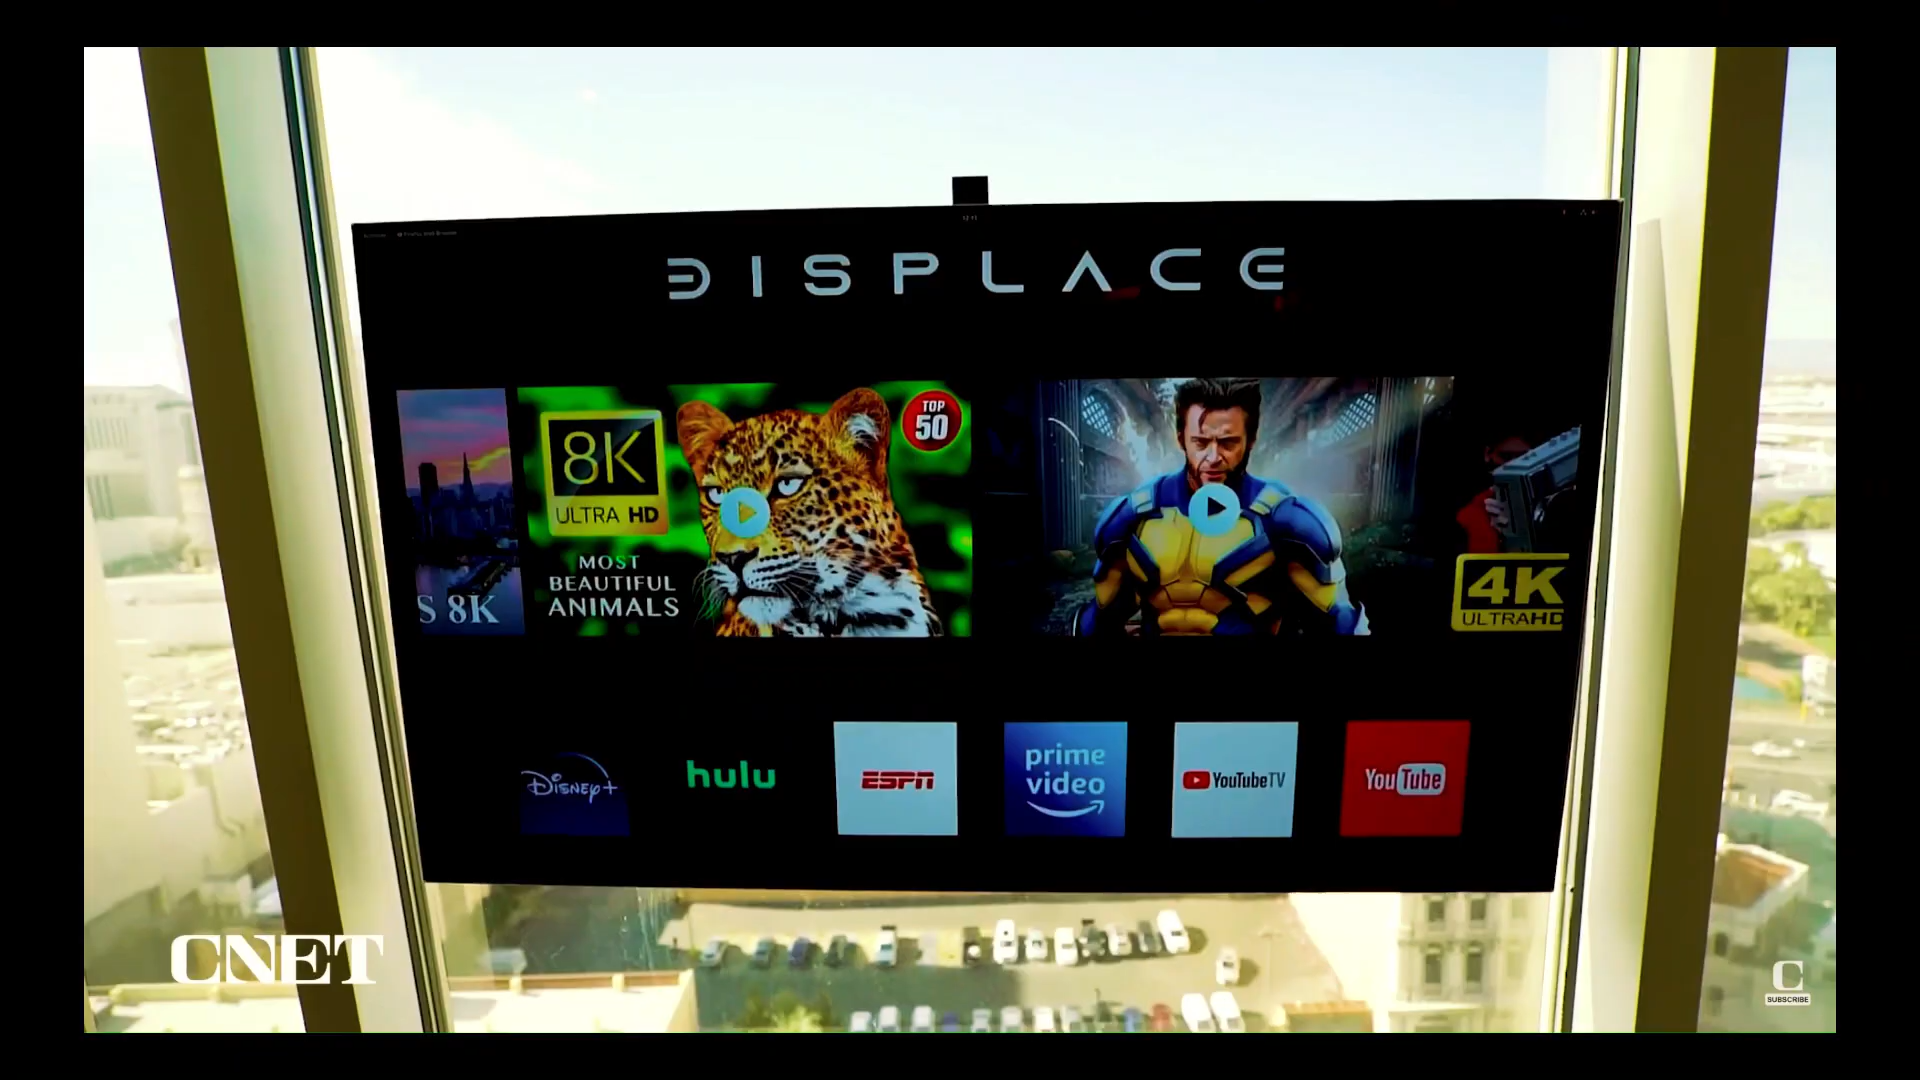 DISPLACE
TOP
50
8K
ULTRA HD
MOST
BEAUTIFUL
ANIMALS
S 8K
4K
ULTRAHD
Disney+
hulu
ESPN
prime
video
YouTubeTV
YouTube
CNET
C
SUBSCRIBE